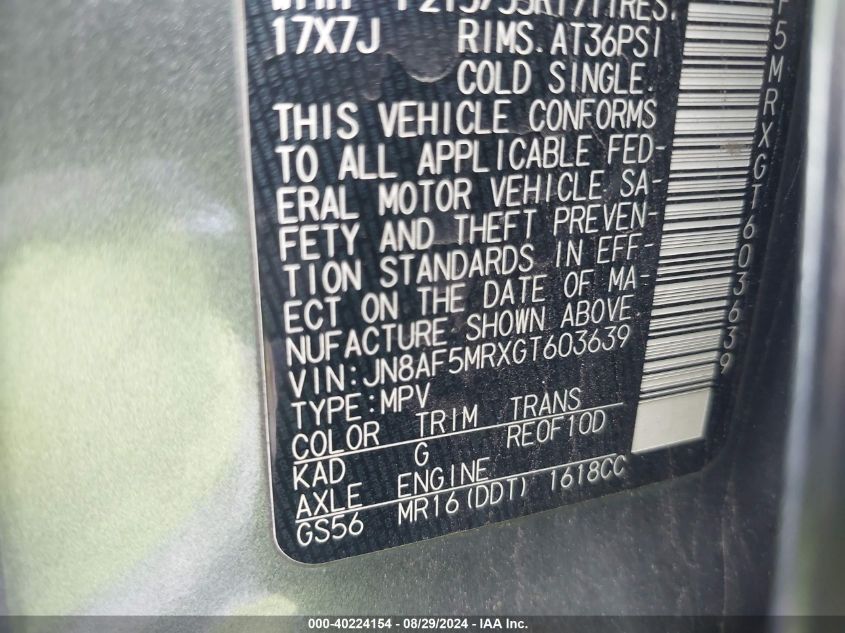 17X7J RIMS. AT36PSI
COLD SINGLE.
THIS VEHICLE CONFORMS
TO ALL APPLICABLE FED-
ERAL MOTOR VEHICLE SA-
FETY AND THEFT PREVEN-
TION STANDARDS IN EFF-
ECT ON THE DATE OF MA-
NUFACTURE SHOWN ABOVE
VIN:JN8AF5MRXGT603639
TYPE:MPV
COLOR TRIM TRANS
KAD G RE0F10D
AXLE ENGINE
GS56 MR16(DDT) 1618CC
F5MRXGT603639
000-40224154 - 08/29/2024 - IAA Inc.